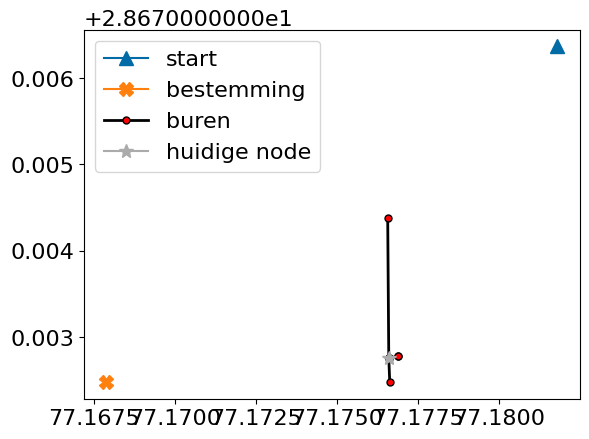 +2.8670000000e1
0.006
0.005
0.004
0.003
start
bestemming
buren
huidige node
77.1675 77.1700 77.1725 77.1750 77.1775 77.1800